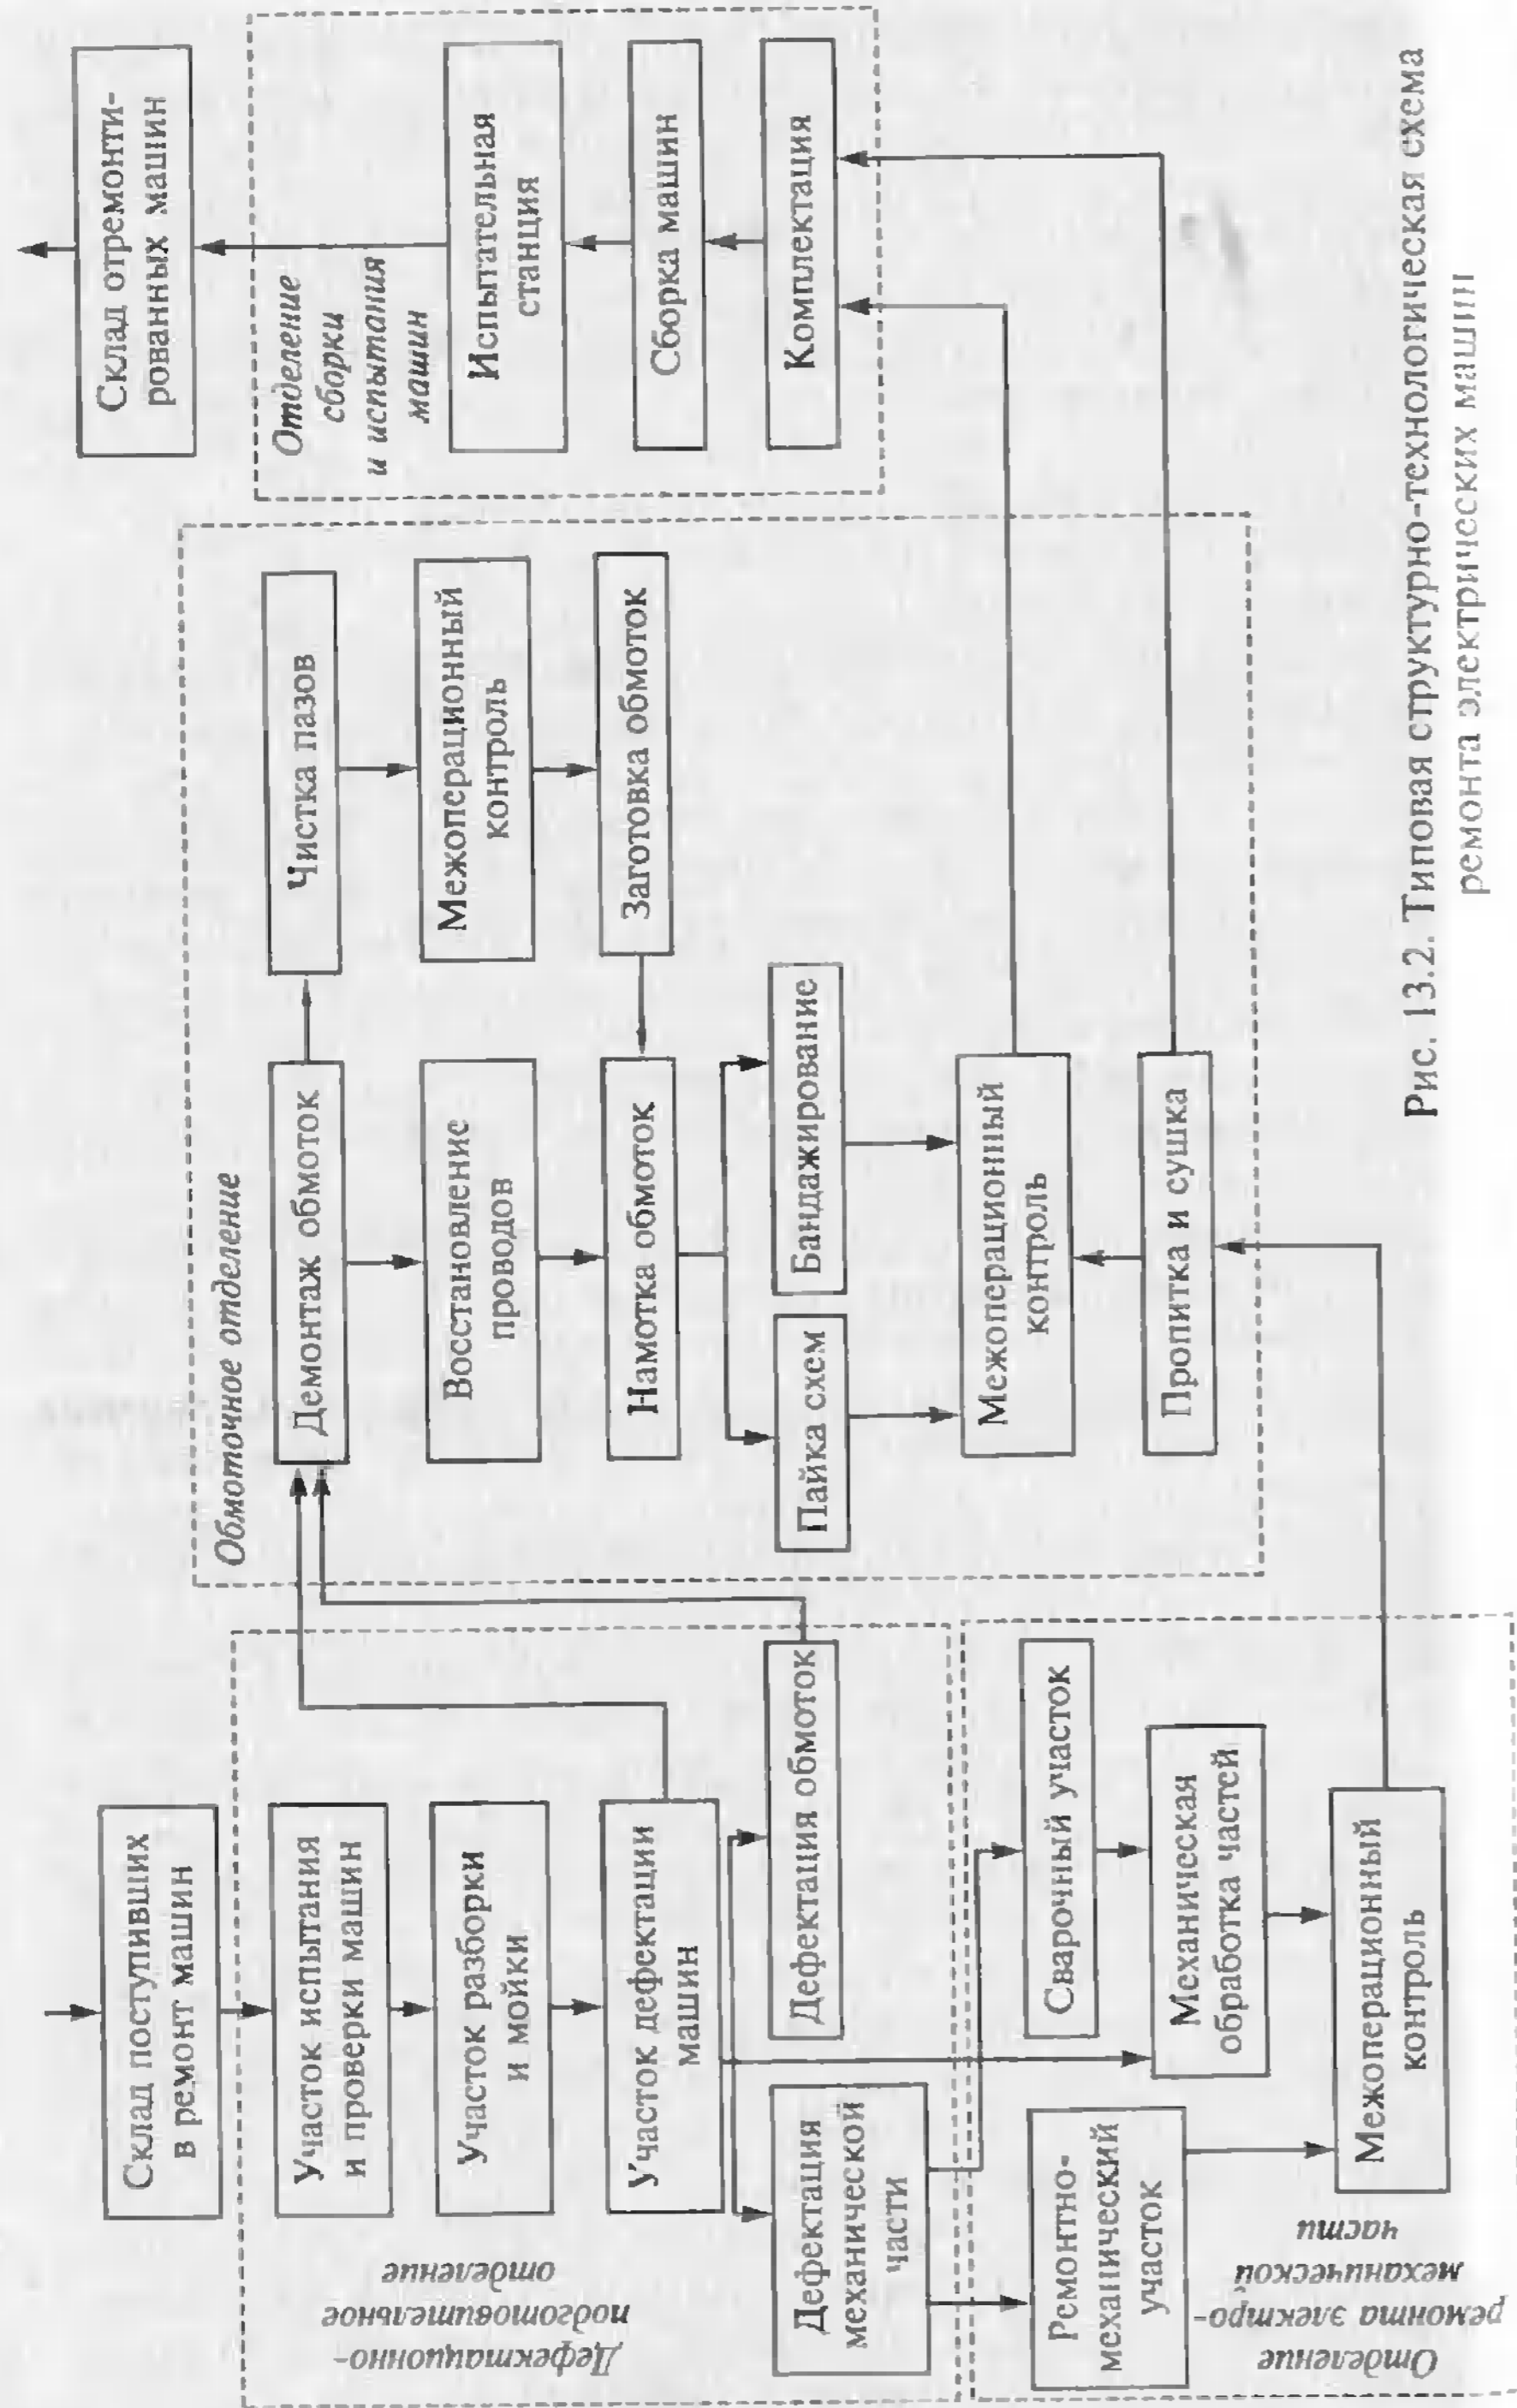 Склад поступивших
в ремонт машин
Дефектационно-
подготовительное
отделение
Участок испытания
и проверки машин
Участок разборки
и мойки
Участок дефектации
машин
Дефектация
механической
части
Дефектация обмоток
Отделение
ремонта электро-
механической
части
Ремонтно-
механический
участок
Сварочный участок
Механическая
обработка частей
Межоперационный
контроль
Обмоточное отделение
Демонтаж обмоток
Чистка пазов
Восстановление
проводов
Межоперационный
контроль
Намотка обмоток
Заготовка обмоток
Пайка схем
Бандажирование
Межоперационный
контроль
Пропитка и сушка
Склад отремонти-
рованных машин
Отделение
сборки
и испытания
машин
Испытательная
станция
Сборка машин
Комплектация
Рис. 13.2. Типовая структурно-технологическая схема
ремонта электрических машин